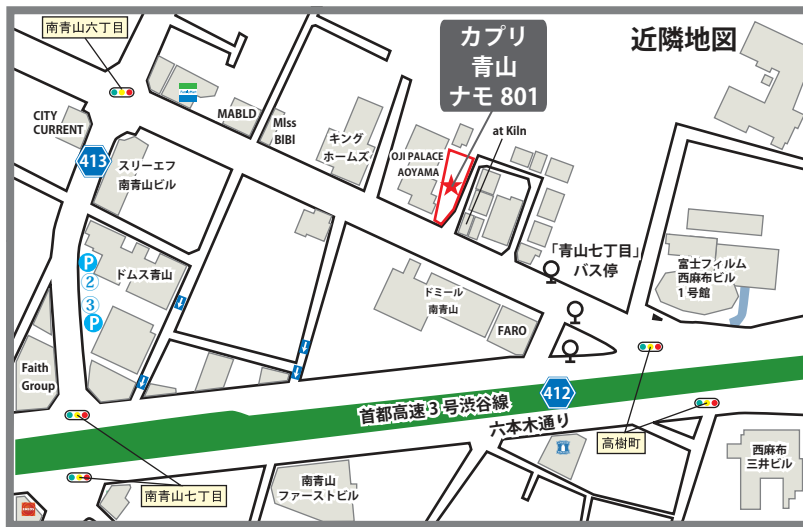 近隣地図
カプリ
青山
ナモ 801
南青山六丁目
CITY
CURRENT
413
スリーエフ
南青山ビル
MABLD
MIss
BIBI
キング
ホームズ
OJI PALACE
AOYAMA
at Kiln
「青山七丁目」
バス停
富士フィルム
西麻布ビル
1号館
P
2
3
P
ドムス青山
ドミール
南青山
FARO
Faith
Group
412
首都高速3号渋谷線
六本木通り
高樹町
南青山七丁目
南青山
ファーストビル
西麻布
三井ビル